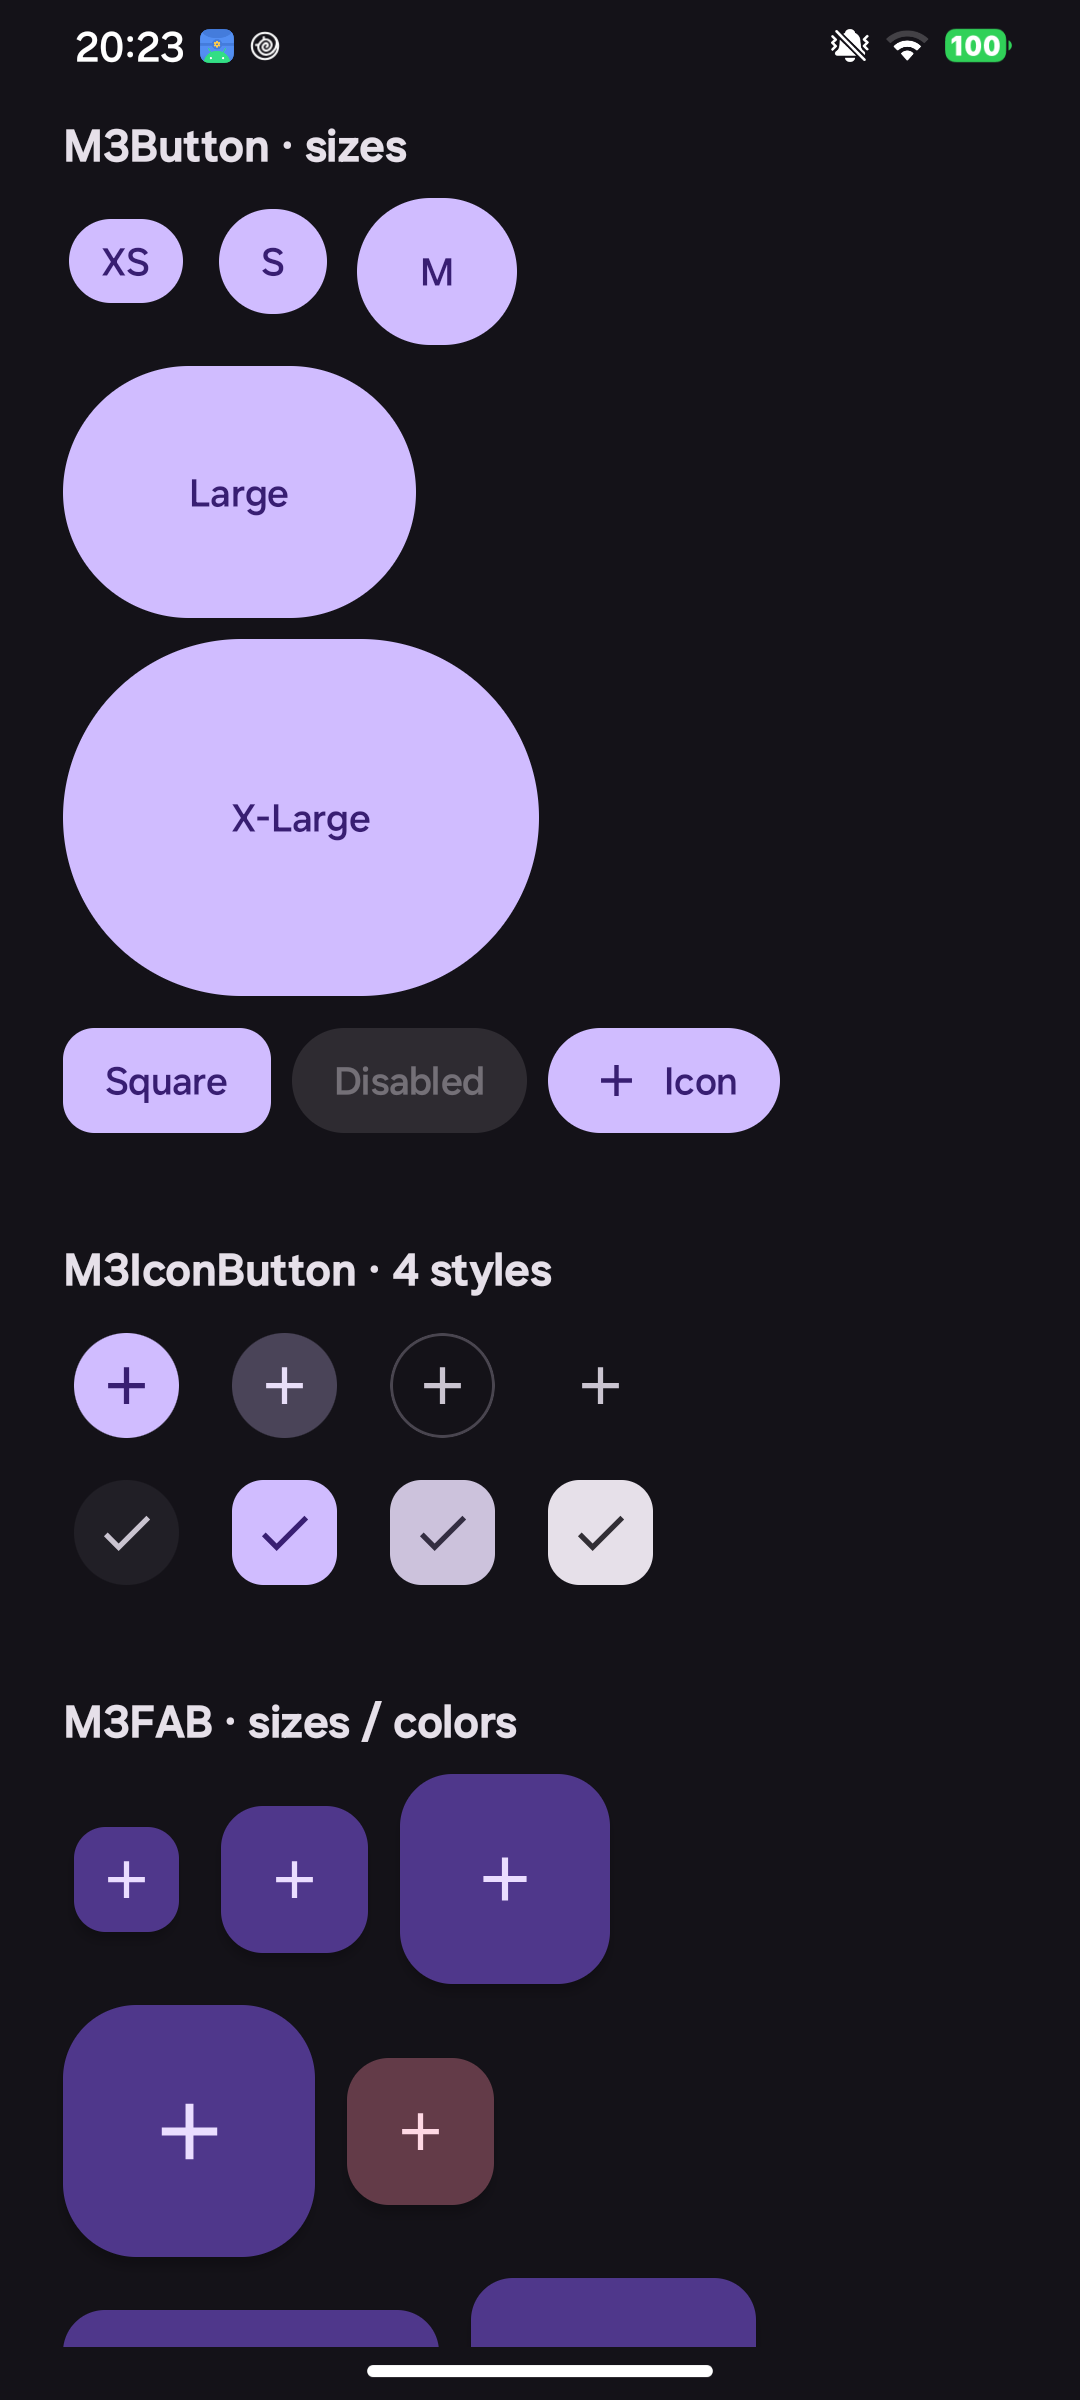 20:23
100
M3Button · sizes
XS
S
M
Large
X-Large
Square
Disabled
Icon
M3IconButton · 4 styles
M3FAB · sizes / colors